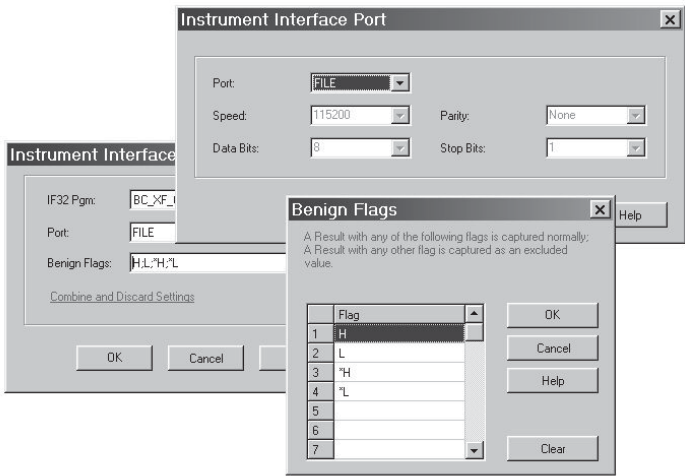 Instrument Interface Port
Port: FILE
Speed: 115200 Parity: None
Data Bits: 8 Stop Bits: 1
Help
Instrument Interface
IF32 Pgm:
Port: FILE
Benign Flags: H;L;*H;*L
Combine and Discard Settings
OK Cancel
Benign Flags
A Result with any of the following flags is captured normally;
A Result with any other flag is captured as an excluded
value.
Flag
1 H
2 L
3 *H
4 *L
5
6
7
OK
Cancel
Help
Clear